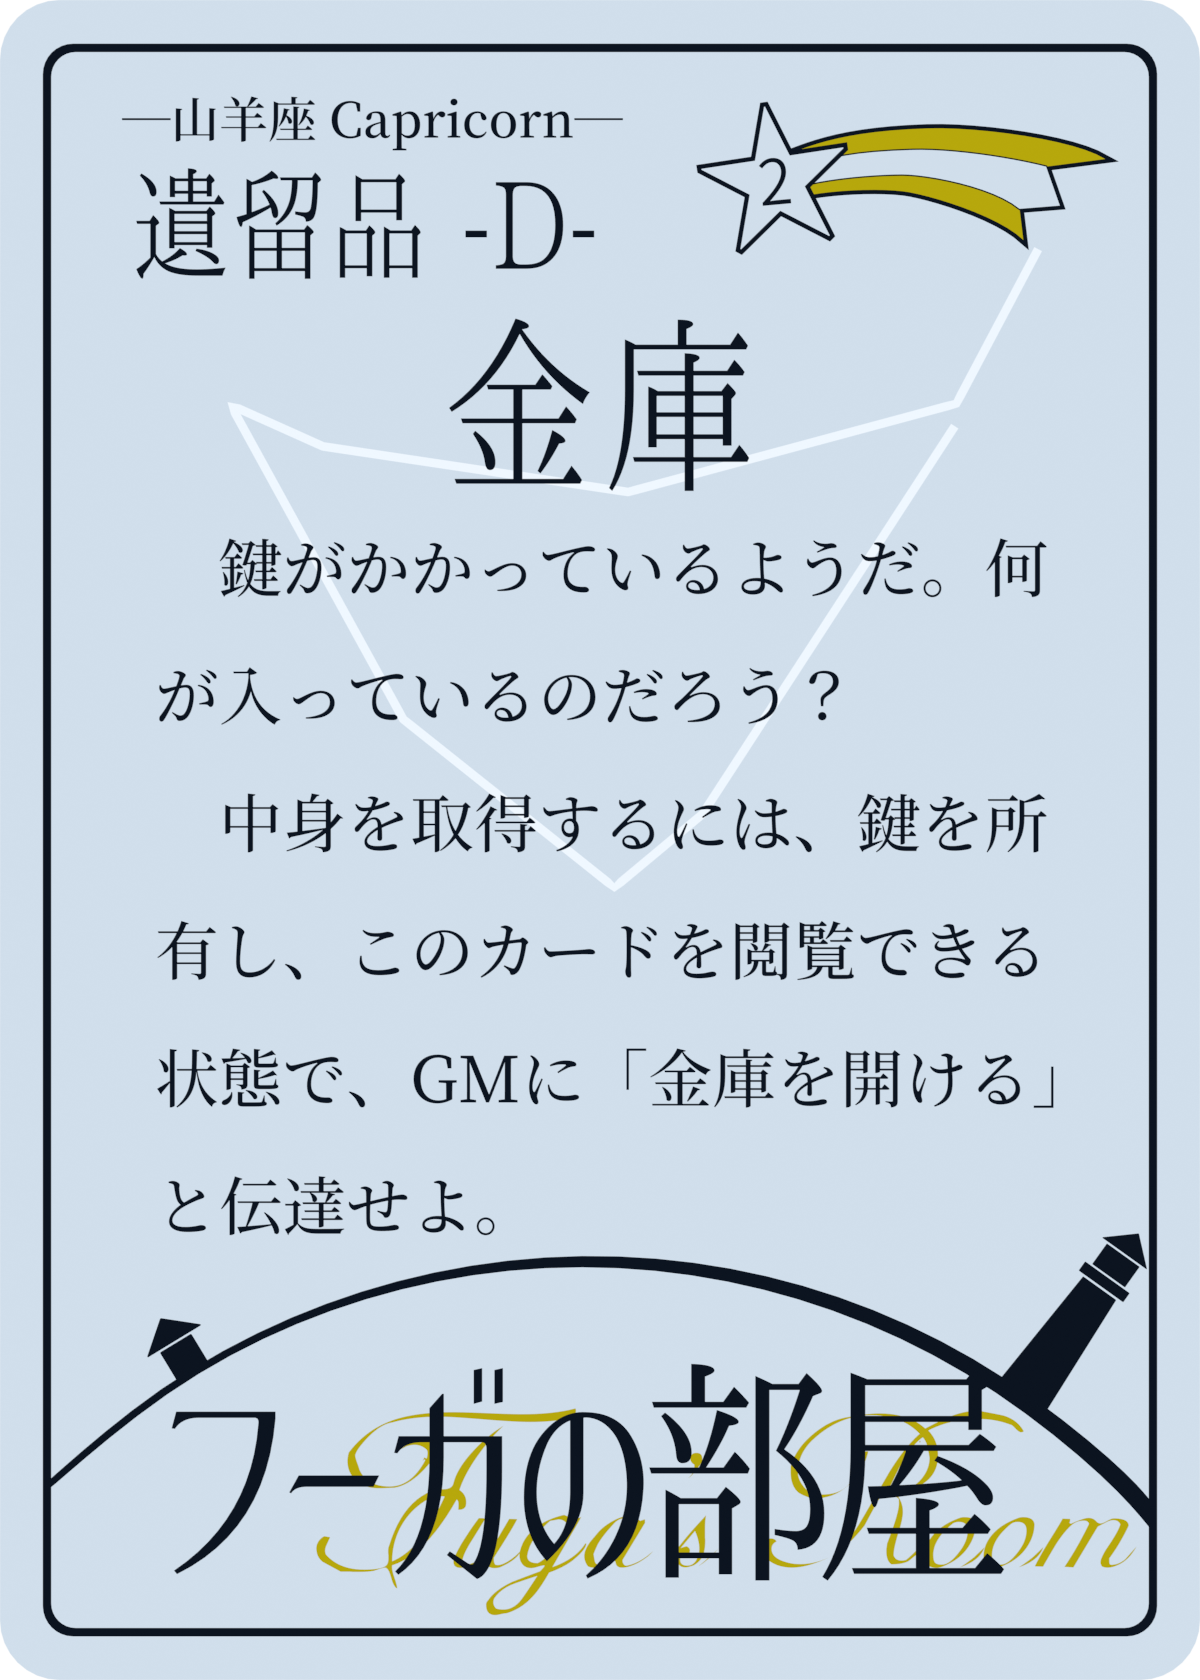 ―山羊座 Capricorn―
遺留品 -D-
2
金庫
鍵がかかっているようだ。何
が入っているのだろう？
中身を取得するには、鍵を所
有し、このカードを閲覧できる
状態で、GMに「金庫を開ける」
と伝達せよ。
フーガの部屋
Fuga's Room